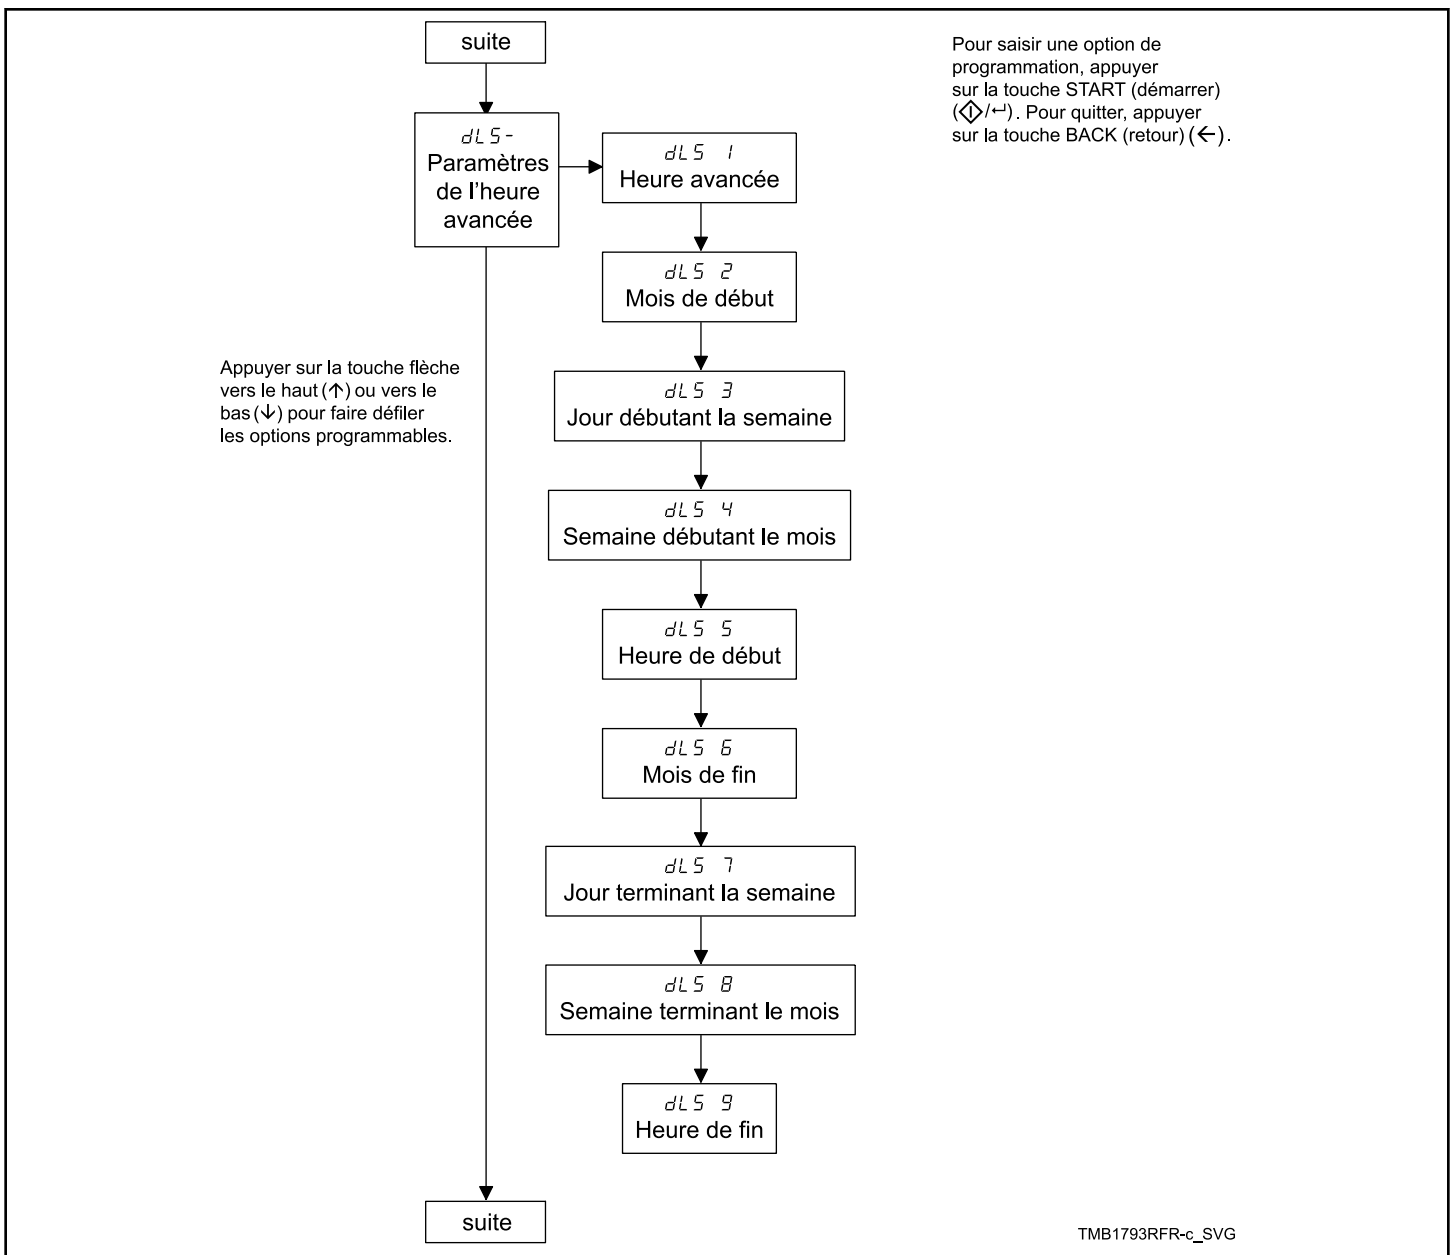 suite
Pour saisir une option de
programmation, appuyer
sur la touche START (démarrer)
(/↵). Pour quitter, appuyer
sur la touche BACK (retour) (←).
dLS-
Paramètres
de l'heure
avancée
dLS 1
Heure avancée
dLS 2
Mois de début
Appuyer sur la touche flèche
vers le haut (↑) ou vers le
bas (↓) pour faire défiler
les options programmables.
dLS 3
Jour débutant la semaine
dLS 4
Semaine débutant le mois
dLS 5
Heure de début
dLS 6
Mois de fin
dLS 7
Jour terminant la semaine
dLS 8
Semaine terminant le mois
dLS 9
Heure de fin
suite
TMB1793RFR-c_SVG